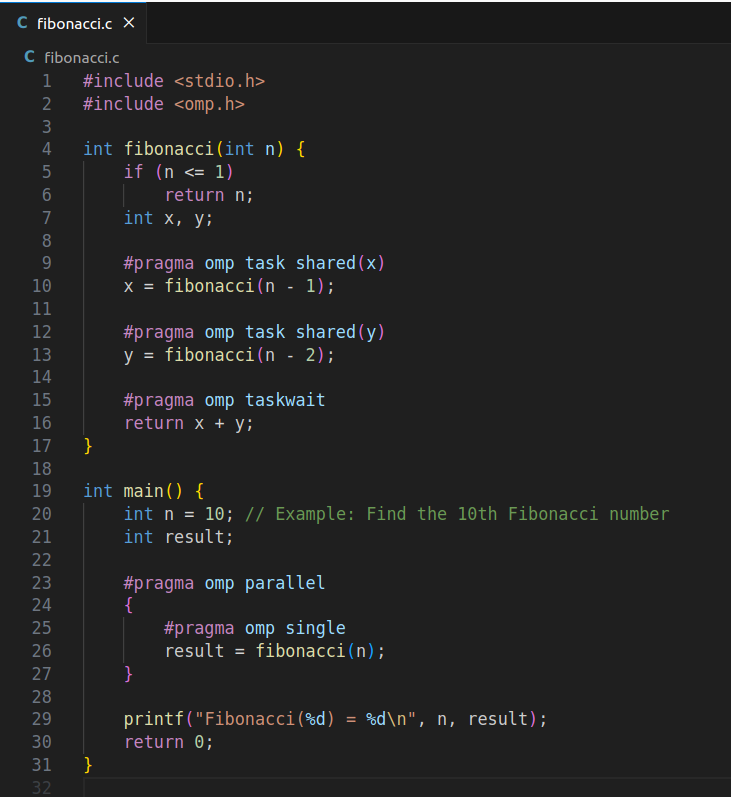 C fibonacci.c ×
C fibonacci.c
1 #include <stdio.h>
2 #include <omp.h>
3
4 int fibonacci(int n) {
5     if (n <= 1)
6         return n;
7     int x, y;
8
9     #pragma omp task shared(x)
10     x = fibonacci(n - 1);
11
12     #pragma omp task shared(y)
13     y = fibonacci(n - 2);
14
15     #pragma omp taskwait
16     return x + y;
17 }
18
19 int main() {
20     int n = 10; // Example: Find the 10th Fibonacci number
21     int result;
22
23     #pragma omp parallel
24     {
25         #pragma omp single
26         result = fibonacci(n);
27     }
28
29     printf("Fibonacci(%d) = %d\n", n, result);
30     return 0;
31 }
32